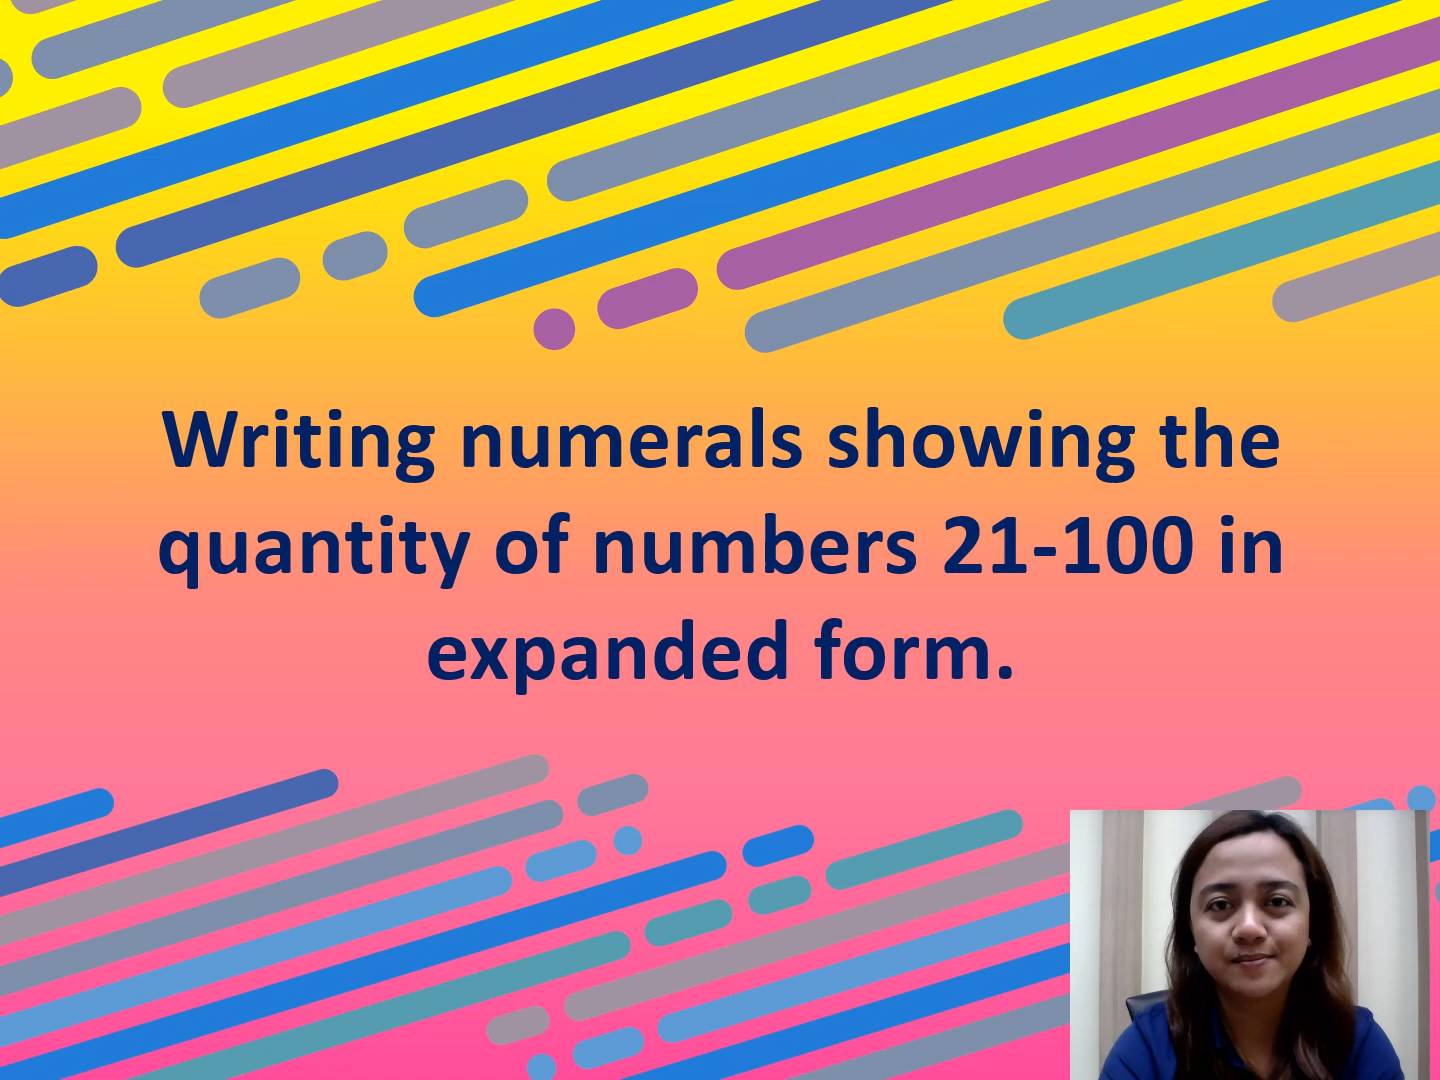 Writing numerals showing the
quantity of numbers 21-100 in
expanded form.